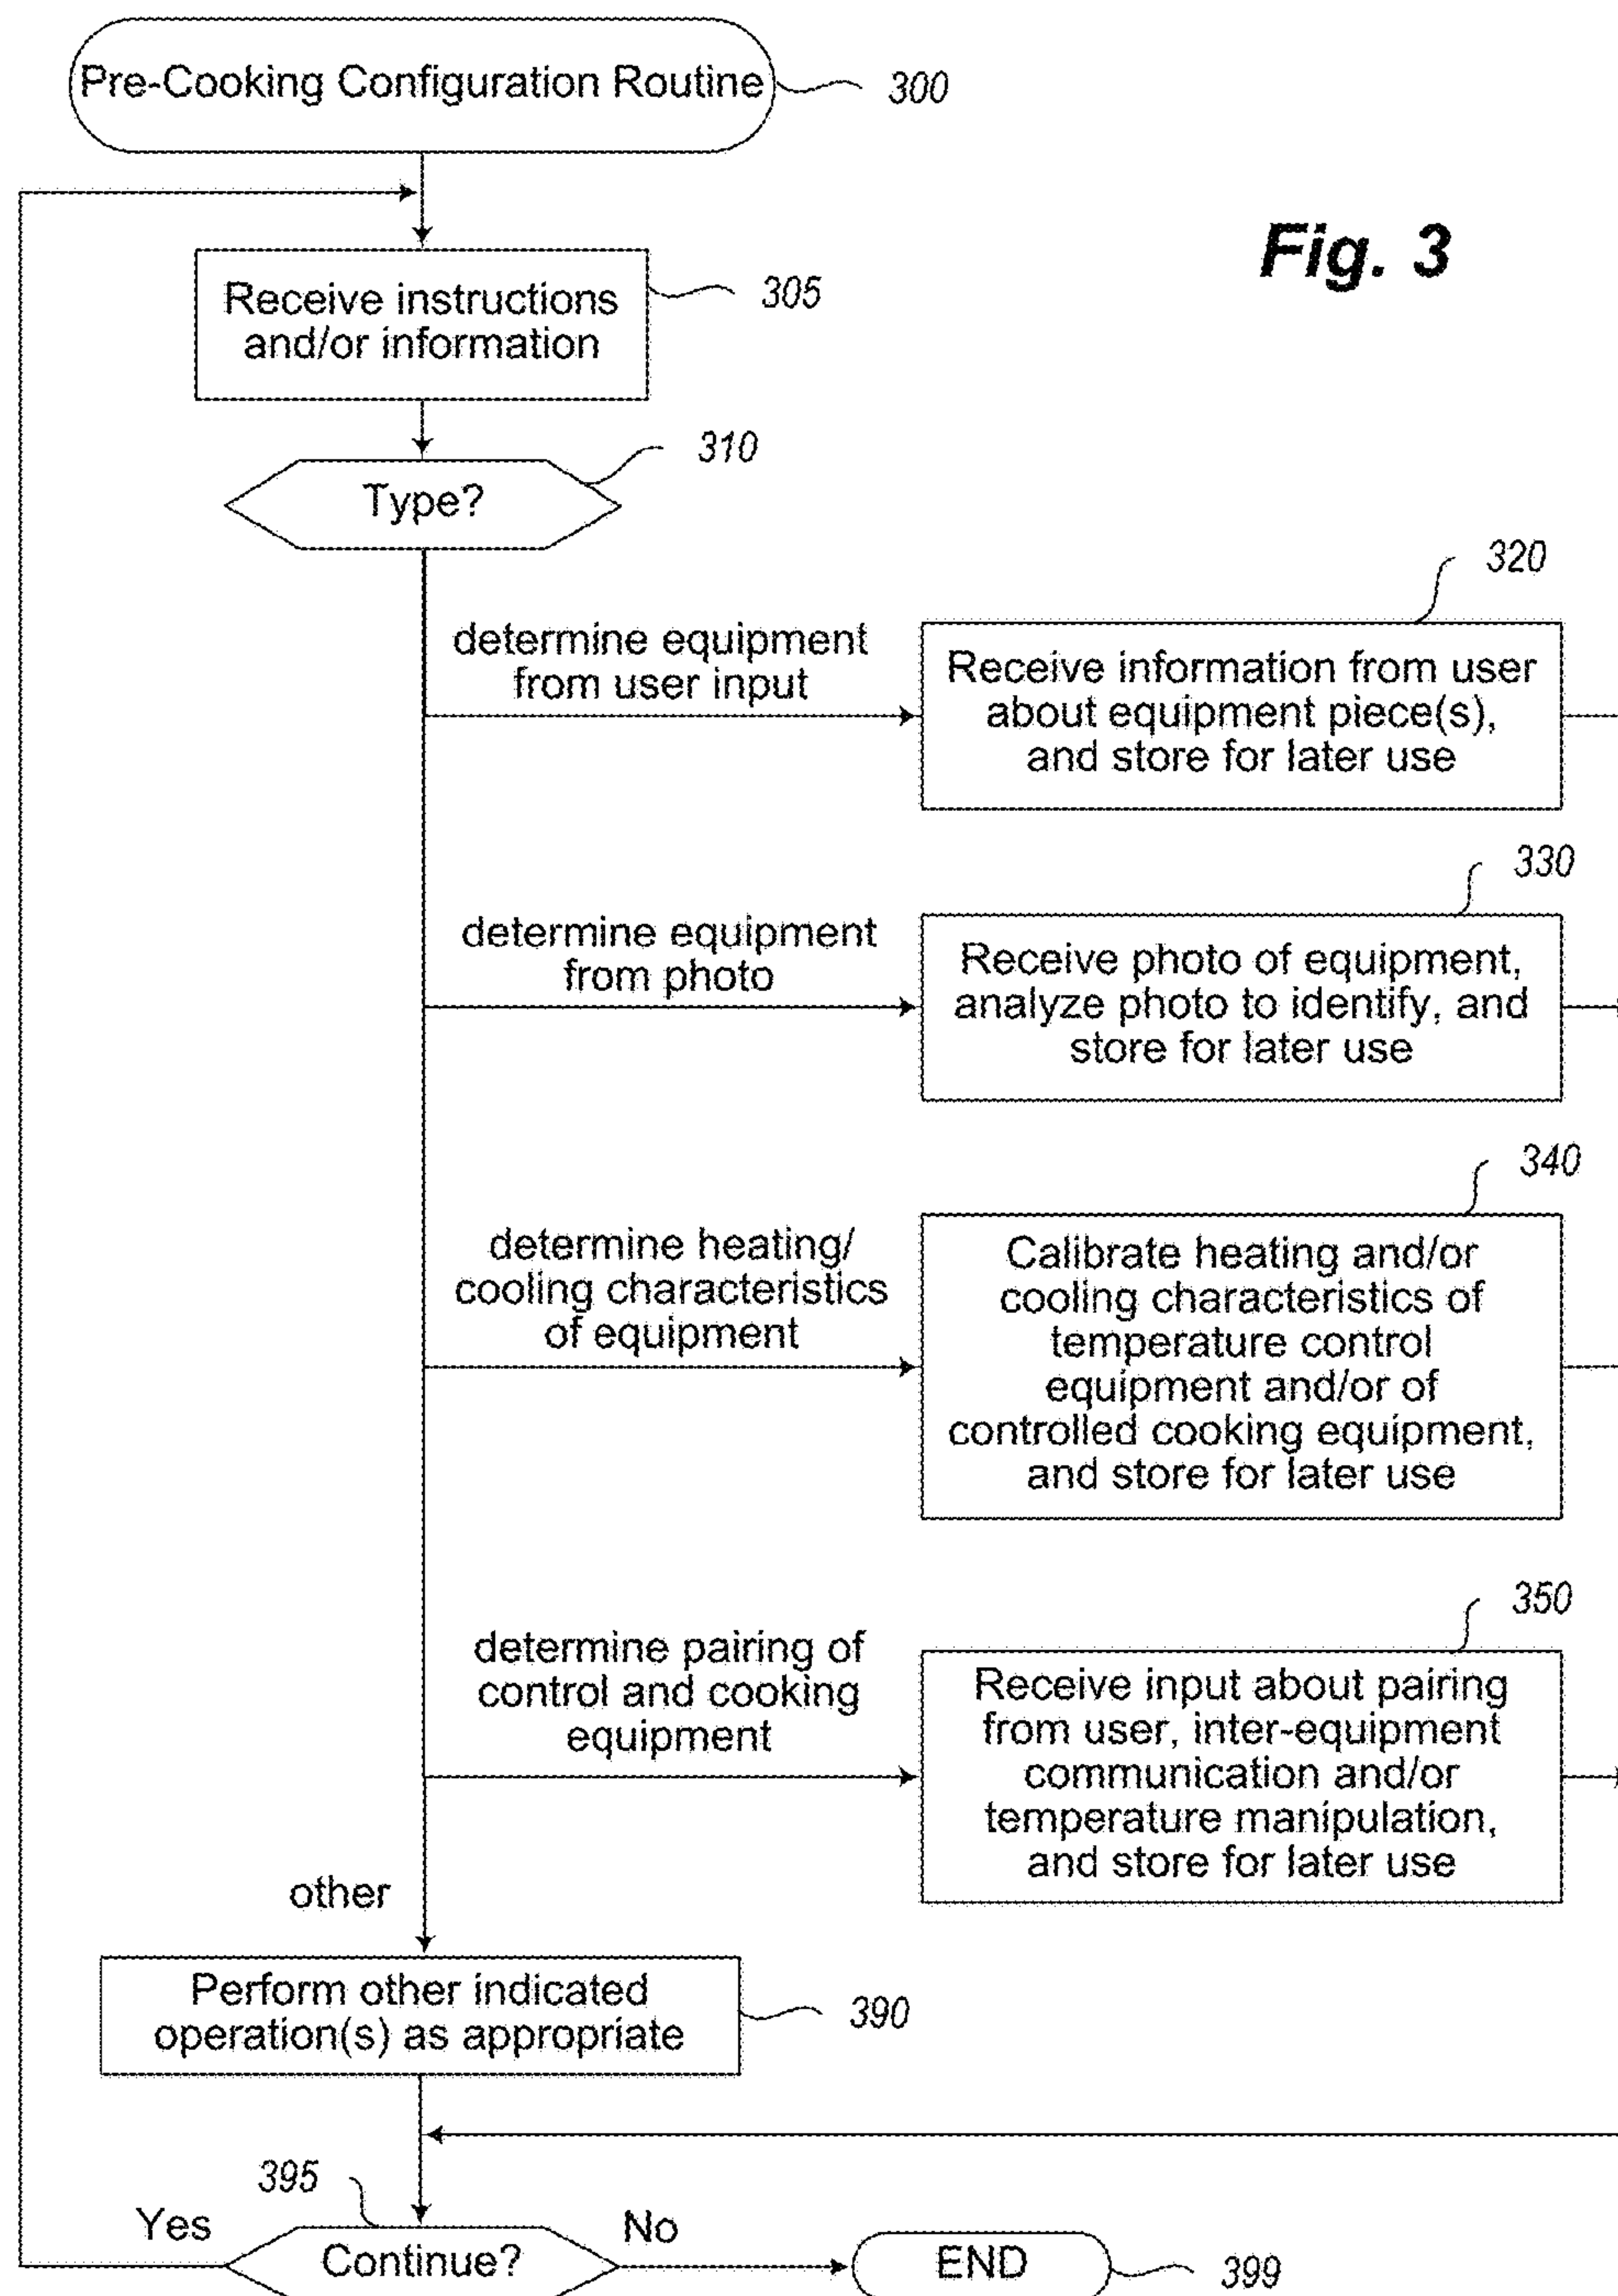 Pre-Cooking Configuration Routine
300
Fig. 3
Receive instructions
and/or information
305
Type?
310
determine equipment
from user input
320
Receive information from user
about equipment piece(s),
and store for later use
determine equipment
from photo
330
Receive photo of equipment,
analyze photo to identify, and
store for later use
determine heating/
cooling characteristics
of equipment
340
Calibrate heating and/or
cooling characteristics of
temperature control
equipment and/or of
controlled cooking equipment,
and store for later use
determine pairing of
control and cooking
equipment
350
Receive input about pairing
from user, inter-equipment
communication and/or
temperature manipulation,
and store for later use
other
Perform other indicated
operation(s) as appropriate
390
395
Yes
Continue?
No
END
399